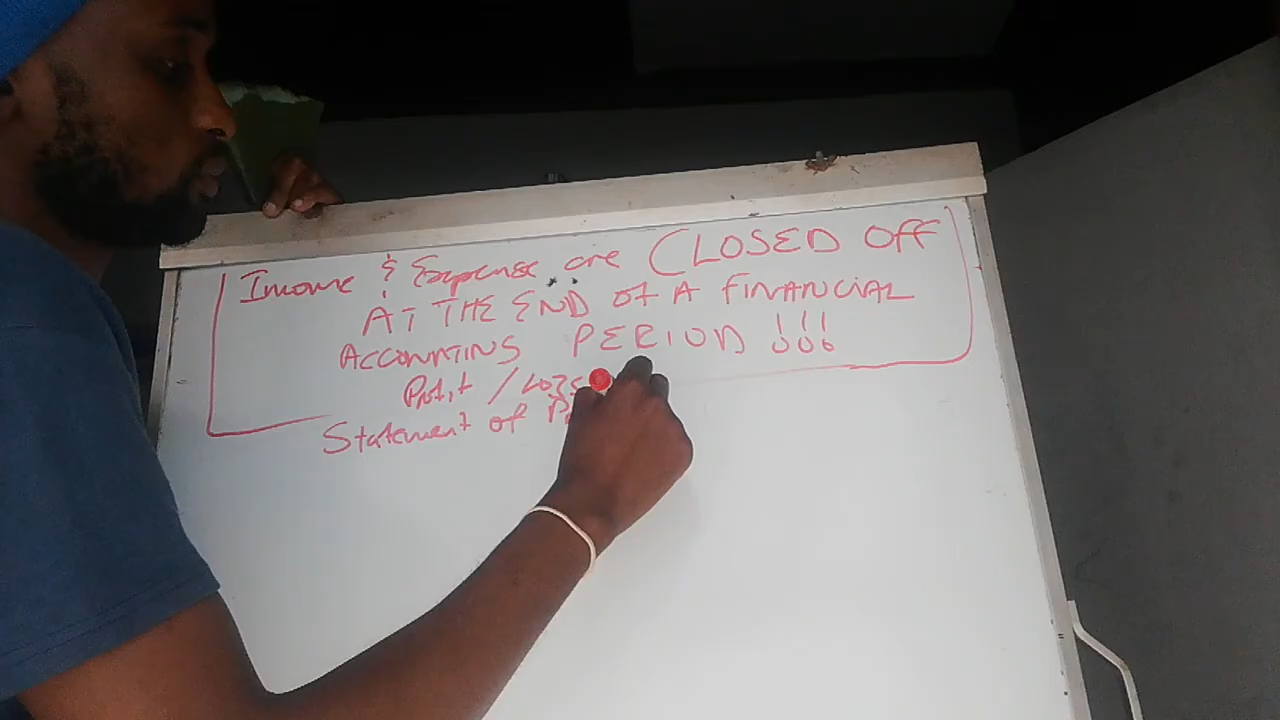 Income & Expense are CLOSED Off
AT THE END of A fINANCIAL
ACCOUNTING PERIOD !!!
Profit / Loss
Statement of